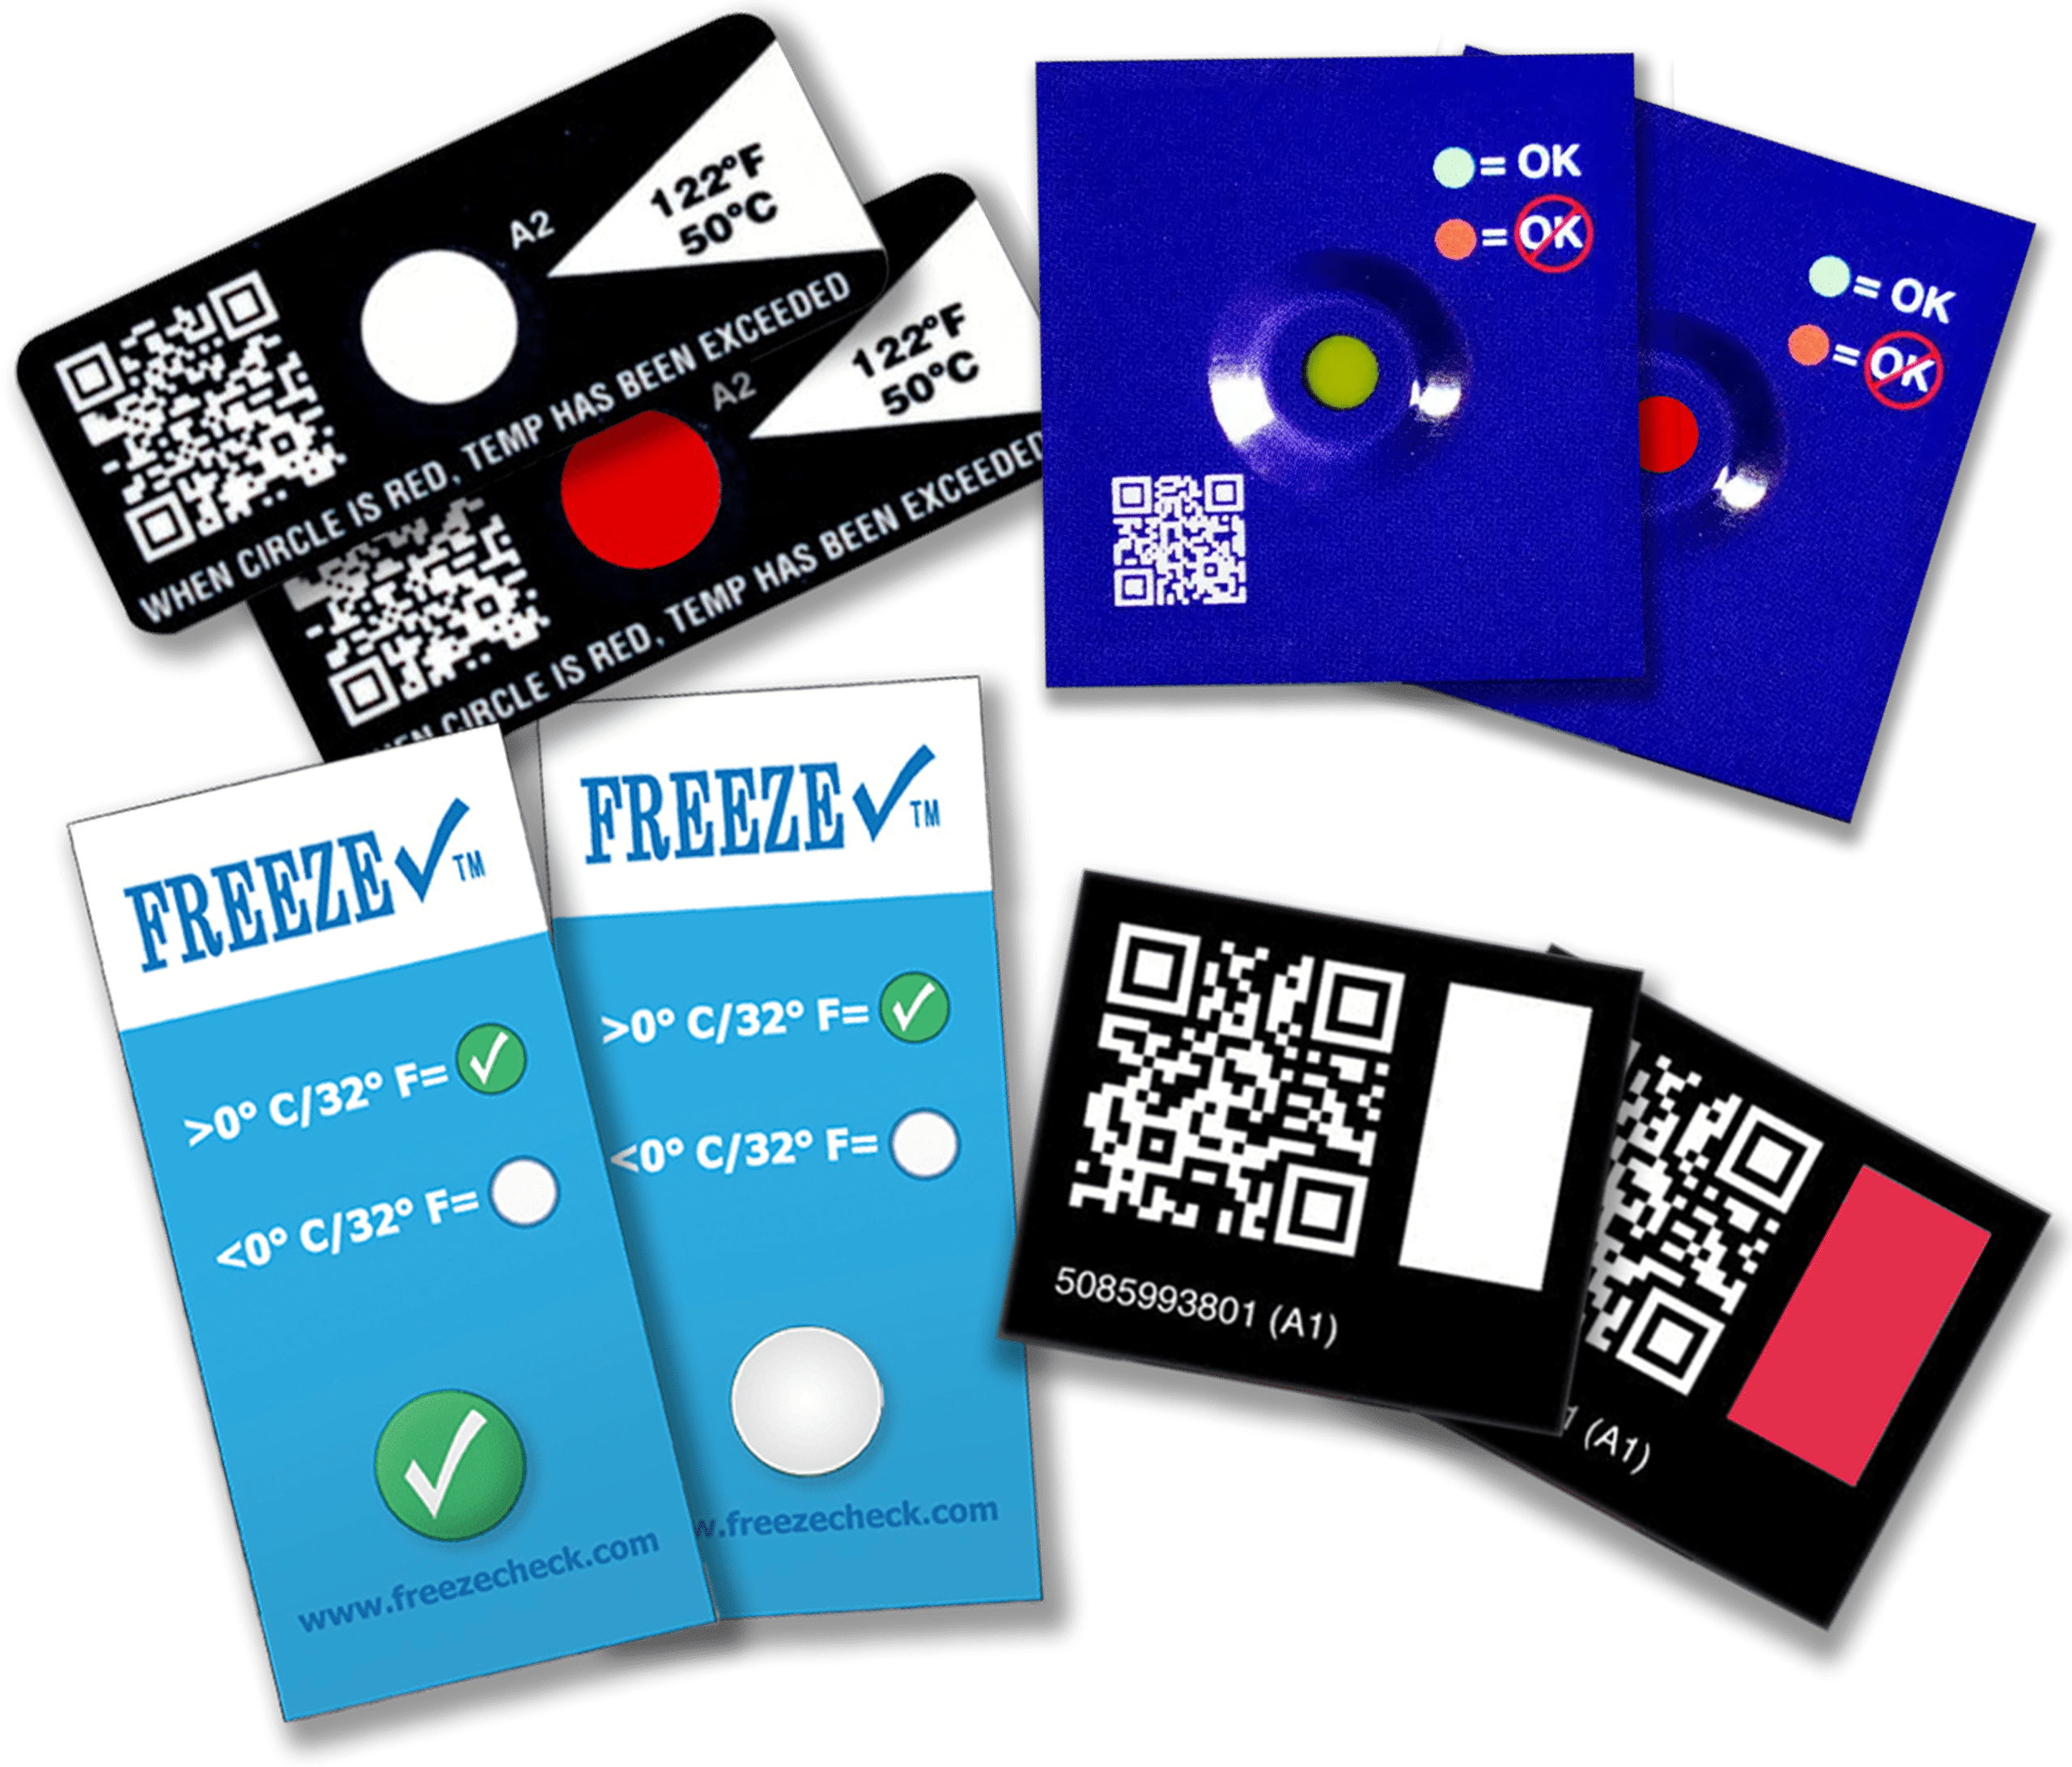 A2
122°F
50°C
WHEN CIRCLE IS RED, TEMP HAS BEEN EXCEEDED
A2
122°F
50°C
CIRCLE IS RED, TEMP HAS BEEN EXCEEDED
= OK
= OK
= OK
= OK
FREEZE TM
>0° C/32° F=
<0° C/32° F=
www.freezecheck.com
FREEZE TM
>0° C/32° F=
<0° C/32° F=
.freezecheck.com
5085993801 (A1)
(A1)